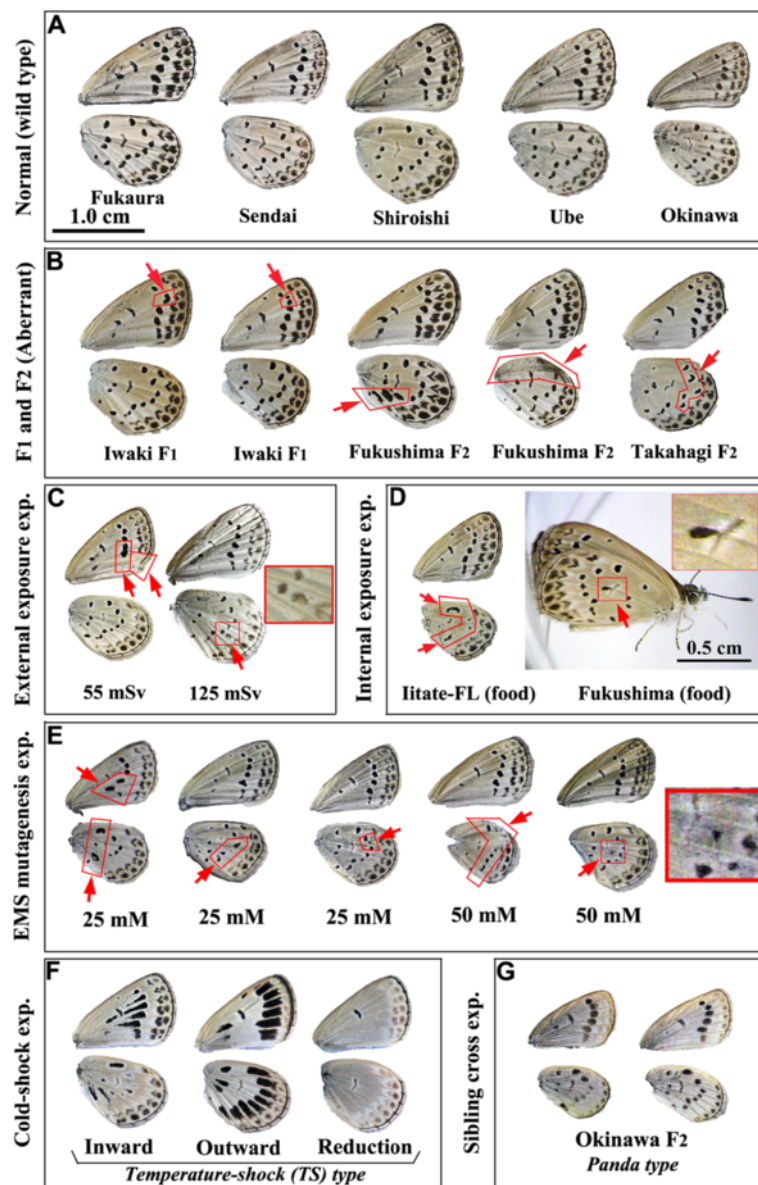 Normal (wild type)
A
Fukaura
Sendai
Shiroishi
Ube
Okinawa
1.0 cm
F1 and F2 (Aberrant)
B
Iwaki F1
Iwaki F1
Fukushima F2
Fukushima F2
Takahagi F2
External exposure exp.
C
55 mSv
125 mSv
Internal exposure exp.
D
0.5 cm
Iitate-FL (food)
Fukushima (food)
EMS mutagenesis exp.
E
25 mM
25 mM
25 mM
50 mM
50 mM
Cold-shock exp.
F
Inward
Outward
Reduction
Temperature-shock (TS) type
Sibling cross exp.
G
Okinawa F2
Panda type